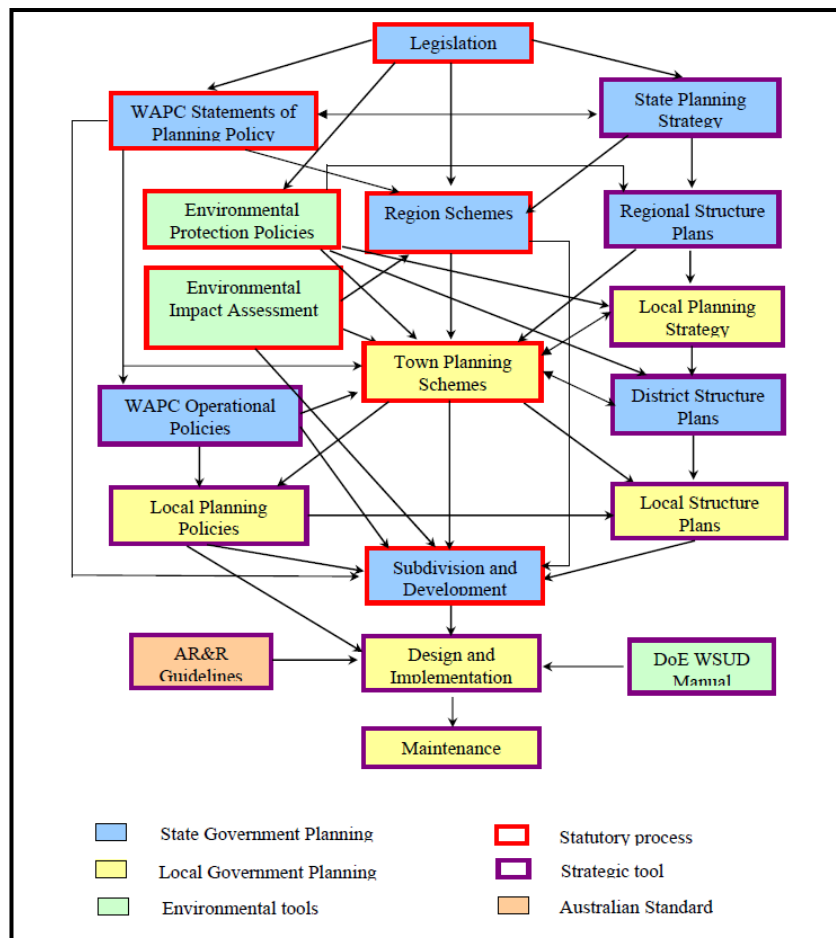 Legislation
WAPC Statements of
Planning Policy
State Planning
Strategy
Environmental
Protection Policies
Region Schemes
Regional Structure
Plans
Environmental
Impact Assessment
Local Planning
Strategy
Town Planning
Schemes
WAPC Operational
Policies
District Structure
Plans
Local Planning
Policies
Local Structure
Plans
Subdivision and
Development
AR&R
Guidelines
Design and
Implementation
DoE WSUD
Manual
Maintenance
State Government Planning
Statutory process
Local Government Planning
Strategic tool
Environmental tools
Australian Standard